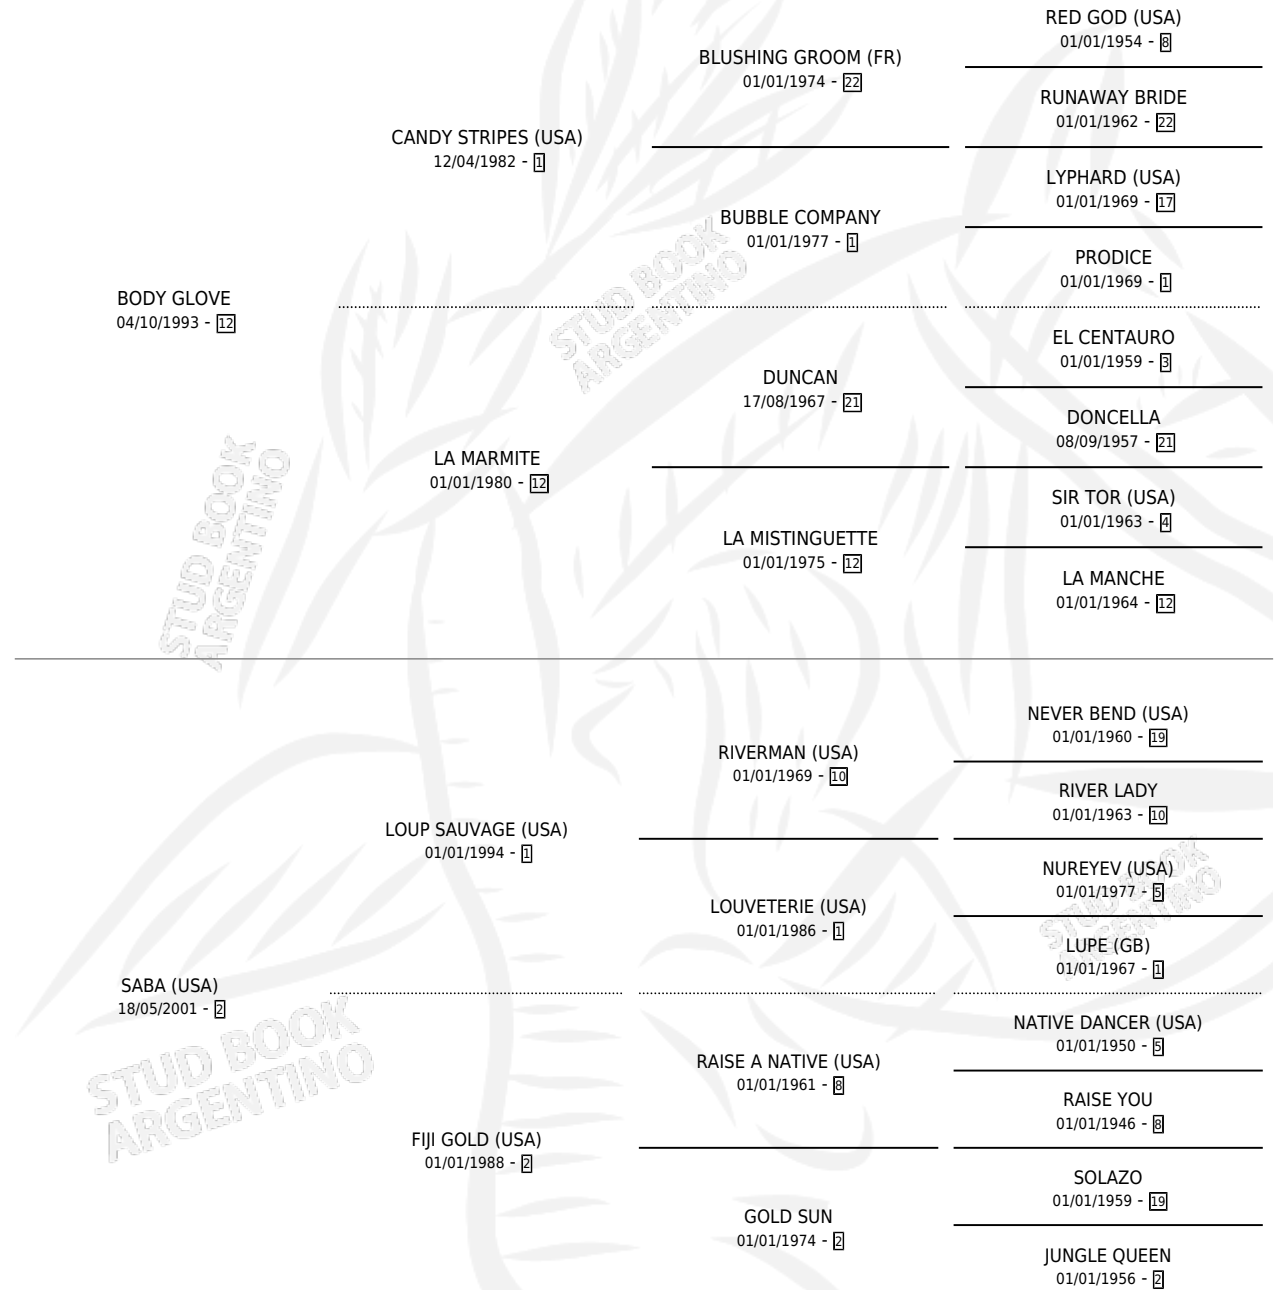 RED GOD (USA)
01/01/1954 - 8
BLUSHING GROOM (FR)
01/01/1974 - 22
RUNAWAY BRIDE
01/01/1962 - 22
CANDY STRIPES (USA)
12/04/1982 - 1
LYPHARD (USA)
01/01/1969 - 17
BUBBLE COMPANY
01/01/1977 - 1
PRODICE
01/01/1969 - 1
BODY GLOVE
04/10/1993 - 12
EL CENTAURO
01/01/1959 - 3
DUNCAN
17/08/1967 - 21
DONCELLA
08/09/1957 - 21
LA MARMITE
01/01/1980 - 12
SIR TOR (USA)
01/01/1963 - 4
LA MISTINGUETTE
01/01/1975 - 12
LA MANCHE
01/01/1964 - 12
STUD BOOK
ARGENTINO
STUD BOOK
ARGENTINO
NEVER BEND (USA)
01/01/1960 - 19
RIVERMAN (USA)
01/01/1969 - 10
RIVER LADY
01/01/1963 - 10
LOUP SAUVAGE (USA)
01/01/1994 - 1
NUREYEV (USA)
01/01/1977 - 5
LOUVETERIE (USA)
01/01/1986 - 1
LUPE (GB)
01/01/1967 - 1
STUD BOOK
ARGENTINO
SABA (USA)
18/05/2001 - 2
NATIVE DANCER (USA)
01/01/1950 - 5
RAISE A NATIVE (USA)
01/01/1961 - 8
RAISE YOU
01/01/1946 - 8
STUD BOOK
ARGENTINO
FIJI GOLD (USA)
01/01/1988 - 2
SOLAZO
01/01/1959 - 19
GOLD SUN
01/01/1974 - 2
JUNGLE QUEEN
01/01/1956 - 2